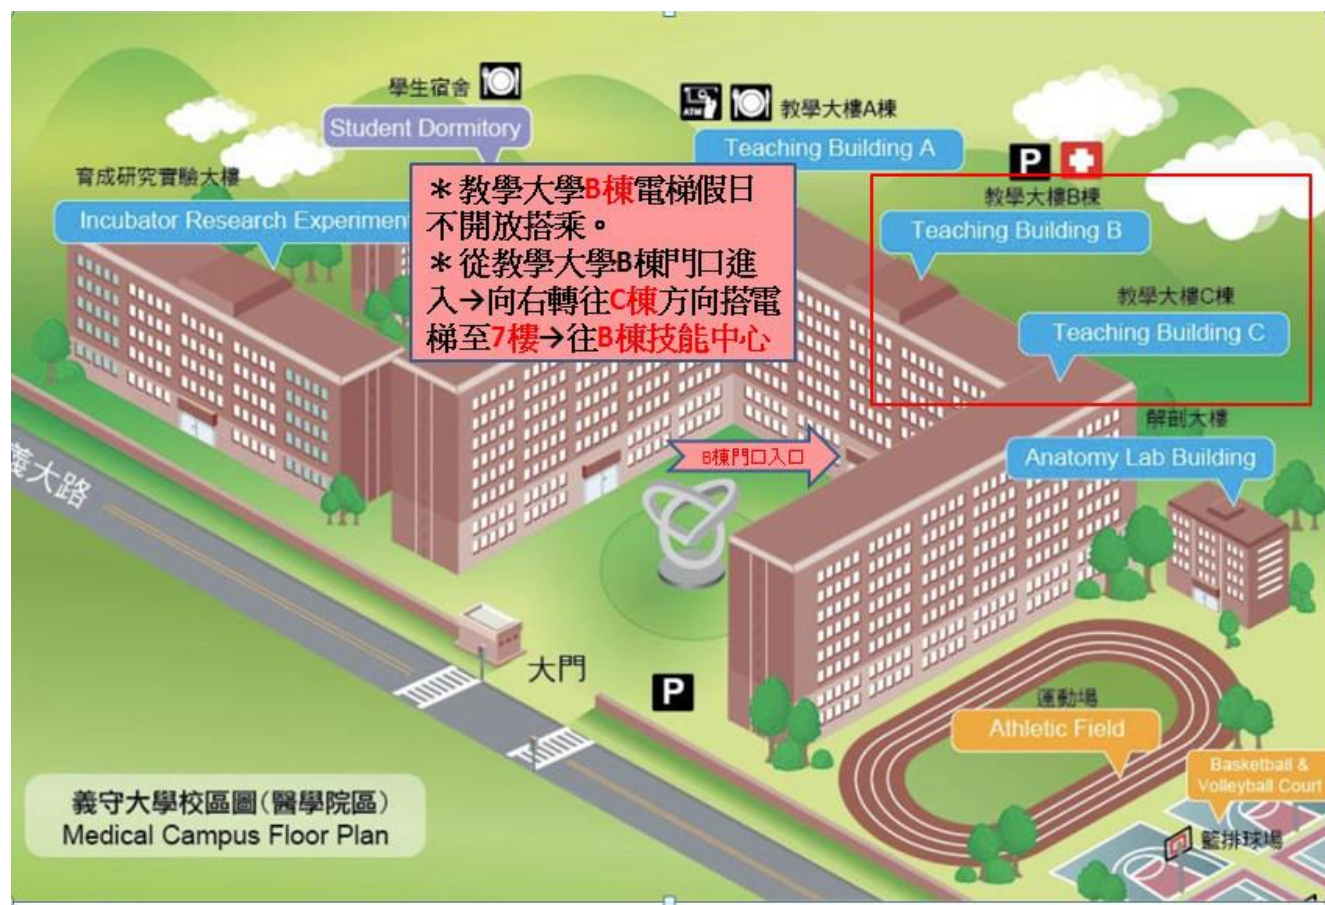 學生宿舍
Student Dormitory
ATM
教學大樓A棟
Teaching Building A
育成研究實驗大樓
Incubator Research Experiment
＊教學大學B棟電梯假日
不開放搭乘。
＊從教學大學B棟門口進
入→向右轉往C棟方向搭電
梯至7樓→往B棟技能中心
P
教學大樓B棟
Teaching Building B
教學大樓C棟
Teaching Building C
解剖大樓
Anatomy Lab Building
B棟門口入口
義大路
大門
P
運動場
Athletic Field
Basketball &
Volleyball Court
籃排球場
義守大學校區圖(醫學院區)
Medical Campus Floor Plan